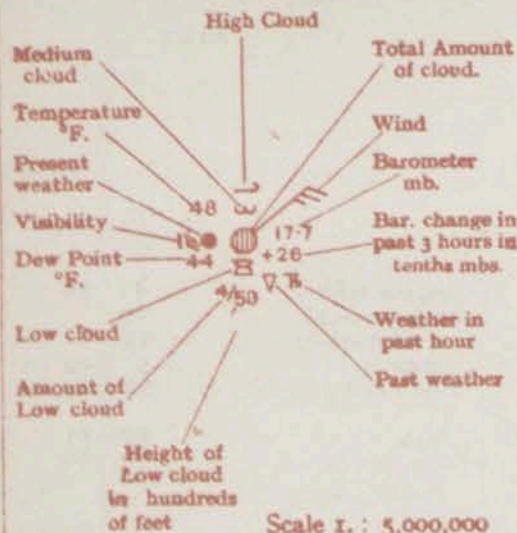 High Cloud
Medium
cloud
Total Amount
of cloud.
Temperature
°F.
Wind
Present
weather
Barometer
mb.
48
Visibility
17·7
Bar. change in
past 3 hours in
tenths mbs.
Dew Point
°F.
44
+26
4/50
Low cloud
Weather in
past hour
Amount of
Low cloud
Past weather
Height of
Low cloud
in hundreds
of feet
Scale 1. : 5,000,000